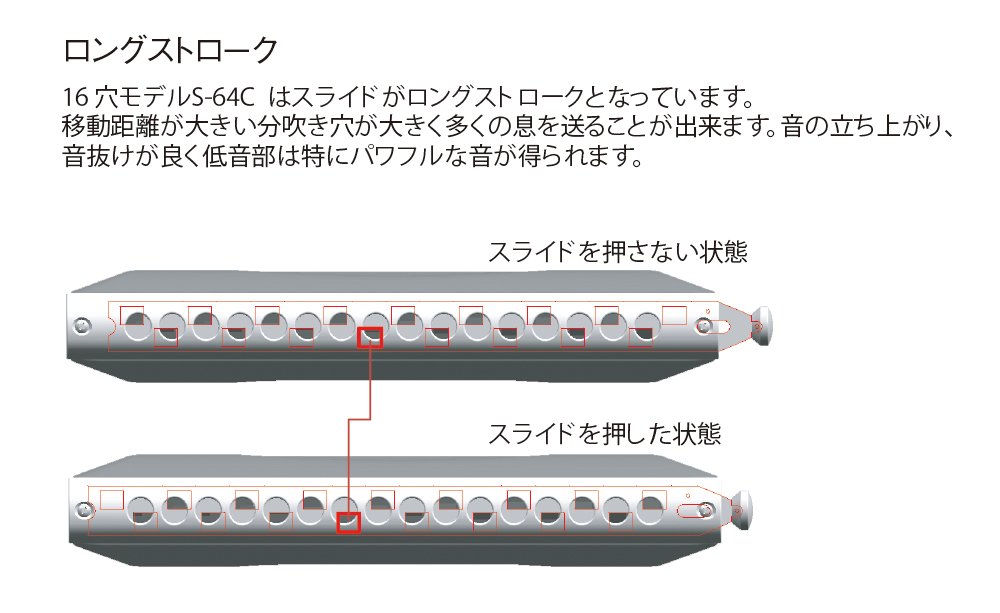 ロングストローク
16穴モデルS-64C はスライドがロングストロークとなっています。
移動距離が大きい分吹き穴が大きく多くの息を送ることが出来ます。音の立ち上がり、
音抜けが良く低音部は特にパワフルな音が得られます。
スライドを押さない状態
スライドを押した状態